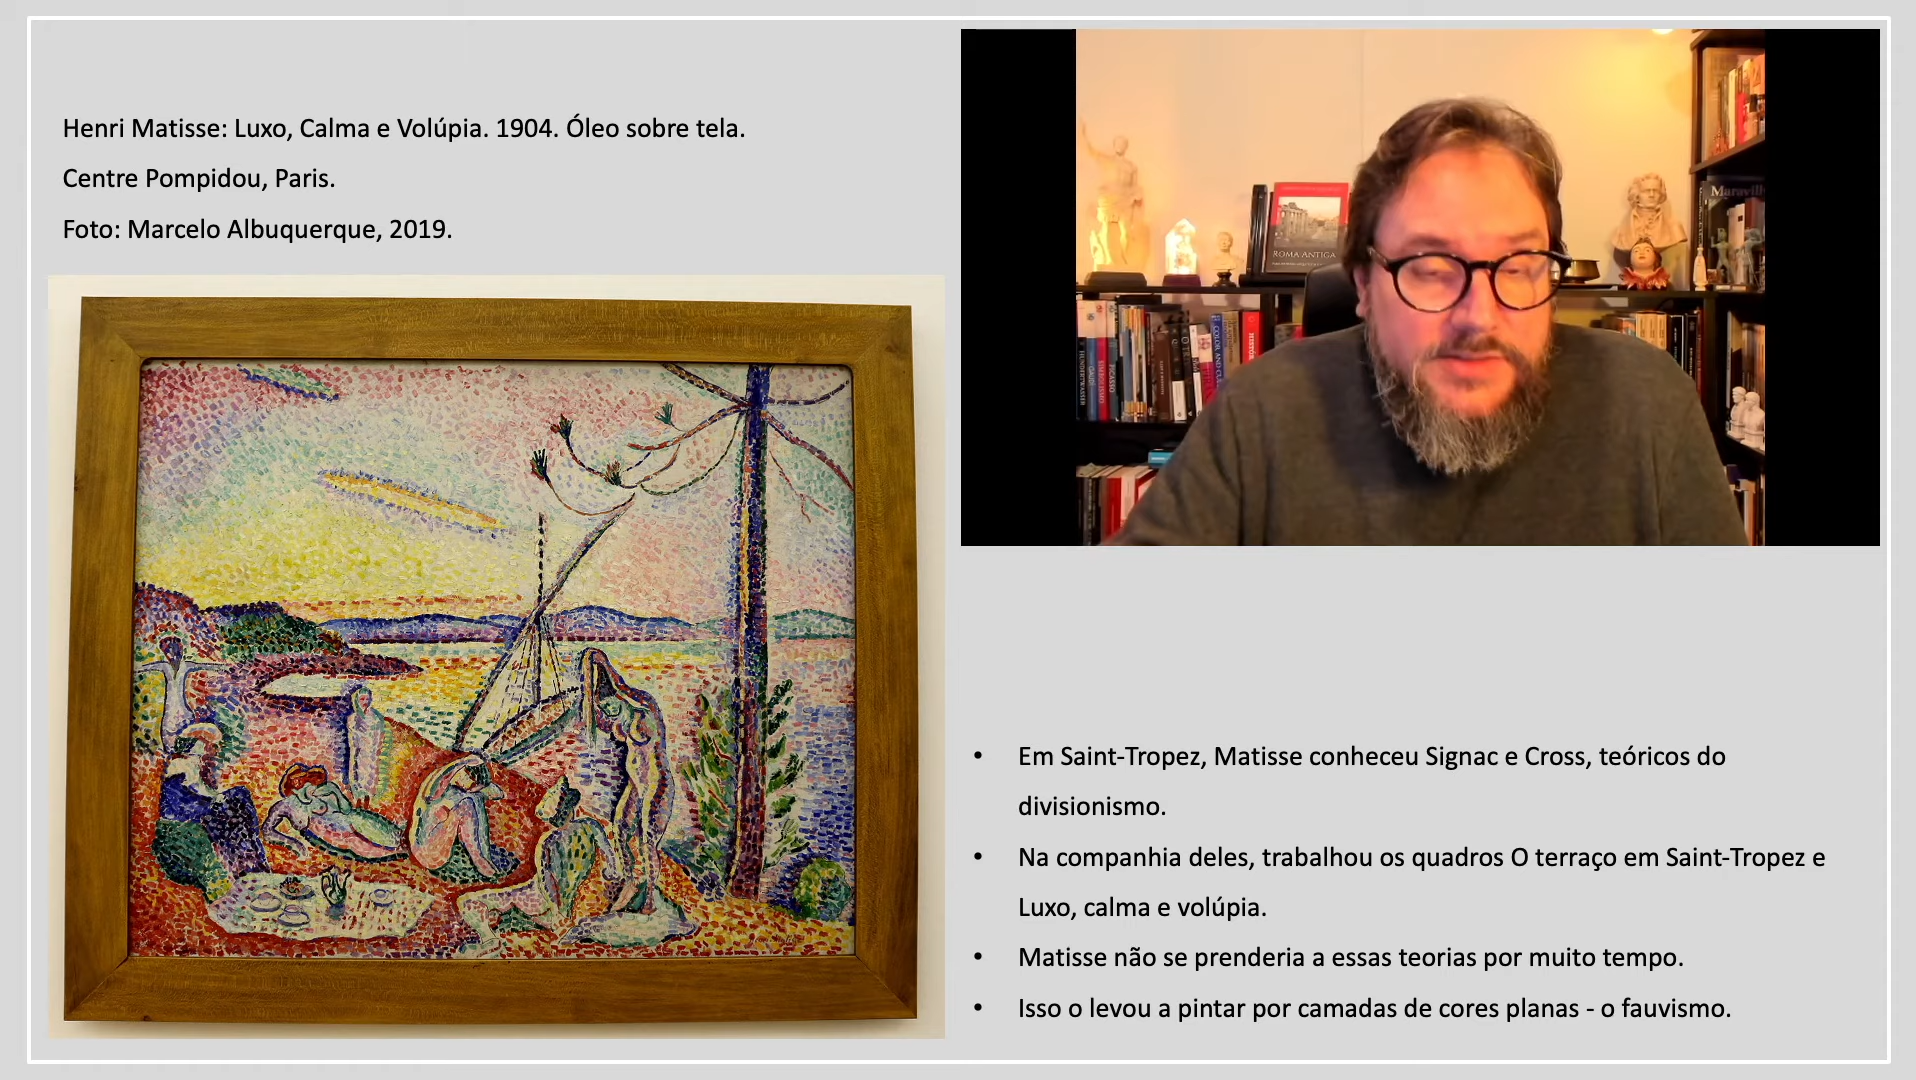 Henri Matisse: Luxo, Calma e Volúpia. 1904. Óleo sobre tela.
Centre Pompidou, Paris.
Foto: Marcelo Albuquerque, 2019.
ROMA ANTIGA
PICASSO
HUNDERTWASSER
• Em Saint-Tropez, Matisse conheceu Signac e Cross, teóricos do
divisionismo.
• Na companhia deles, trabalhou os quadros O terraço em Saint-Tropez e
Luxo, calma e volúpia.
• Matisse não se prenderia a essas teorias por muito tempo.
• Isso o levou a pintar por camadas de cores planas - o fauvismo.